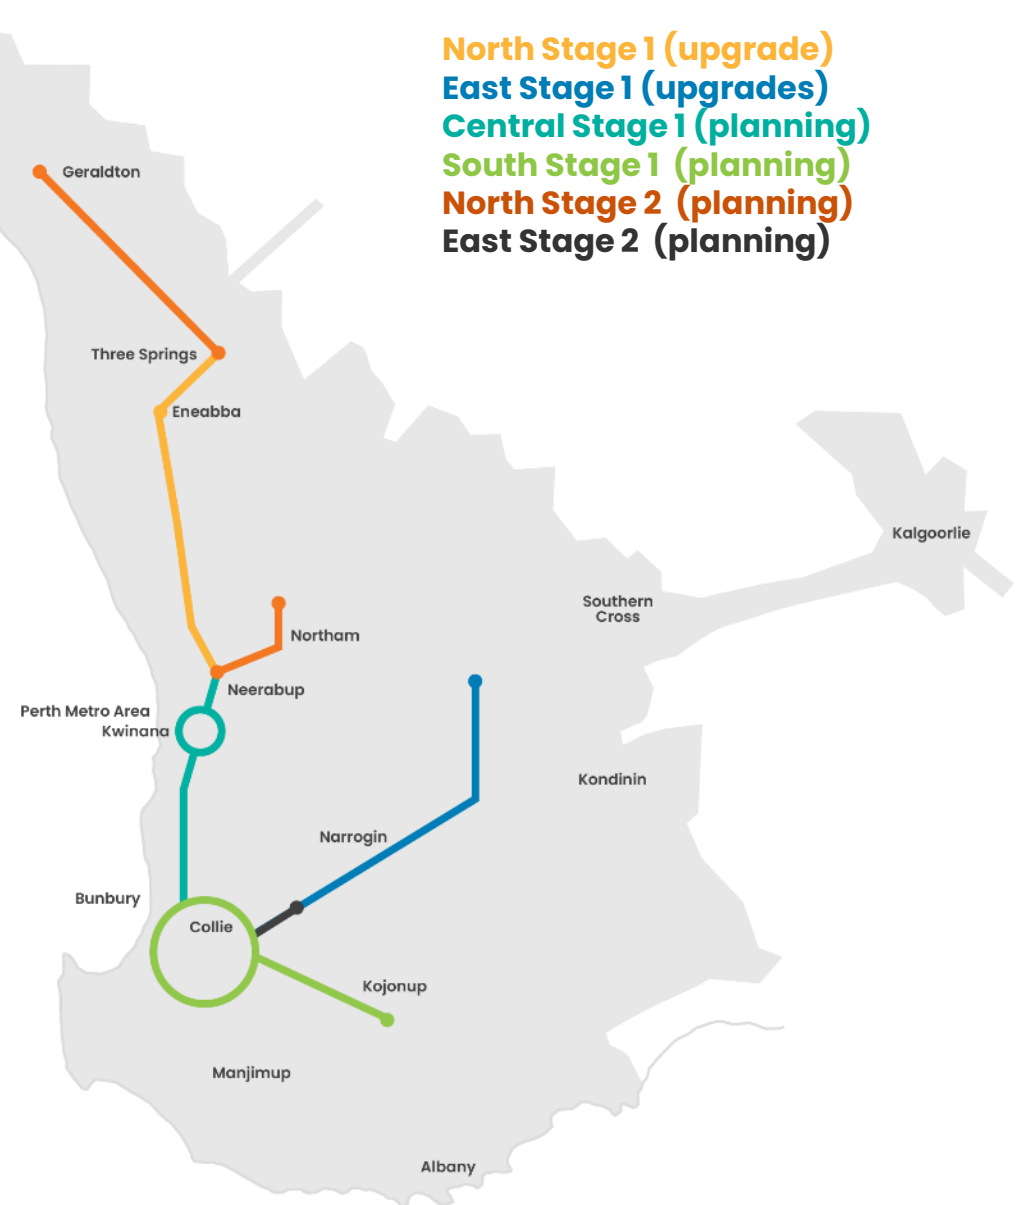 North Stage 1 (upgrade)
East Stage 1 (upgrades)
Central Stage 1 (planning)
South Stage 1 (planning)
North Stage 2 (planning)
East Stage 2 (planning)
Geraldton
Three Springs
Eneabba
Kalgoorlie
Southern
Cross
Northam
Neerabup
Perth Metro Area
Kwinana
Kondinin
Narrogin
Bunbury
Collie
Kojonup
Manjimup
Albany